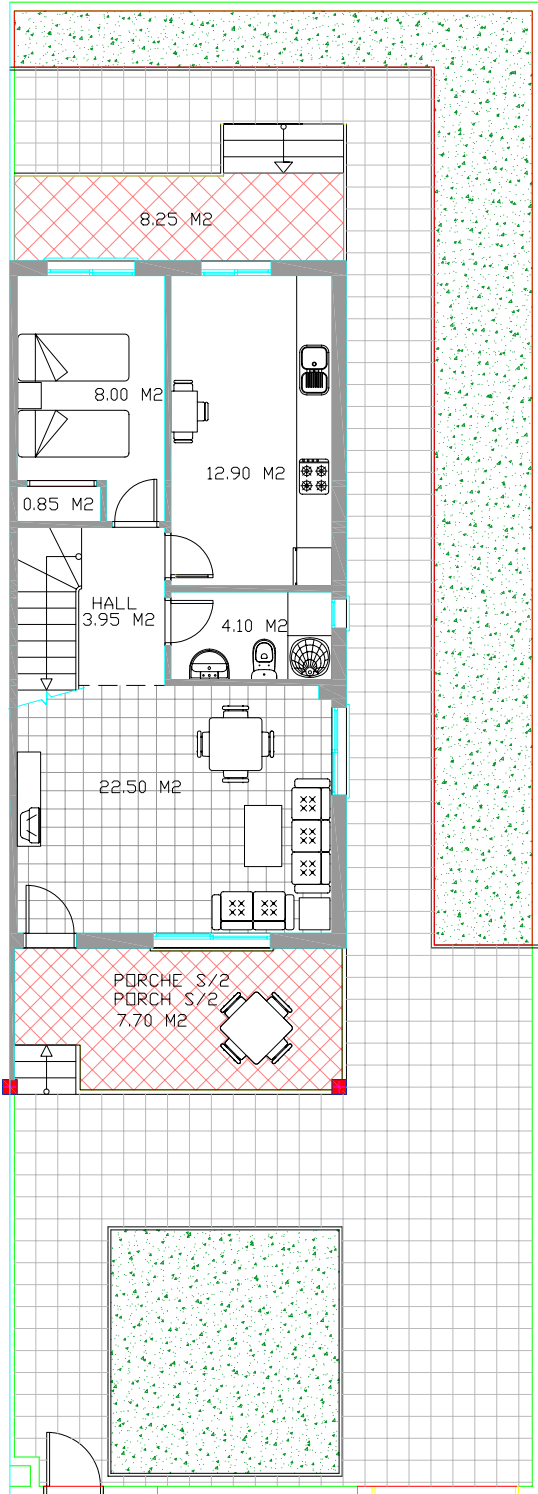 8.25 M2
8.00 M2
12.90 M2
0.85 M2
HALL
3.95 M2
4.10 M2
22.50 M2
PORCHE S/2
PORCH S/2
7.70 M2